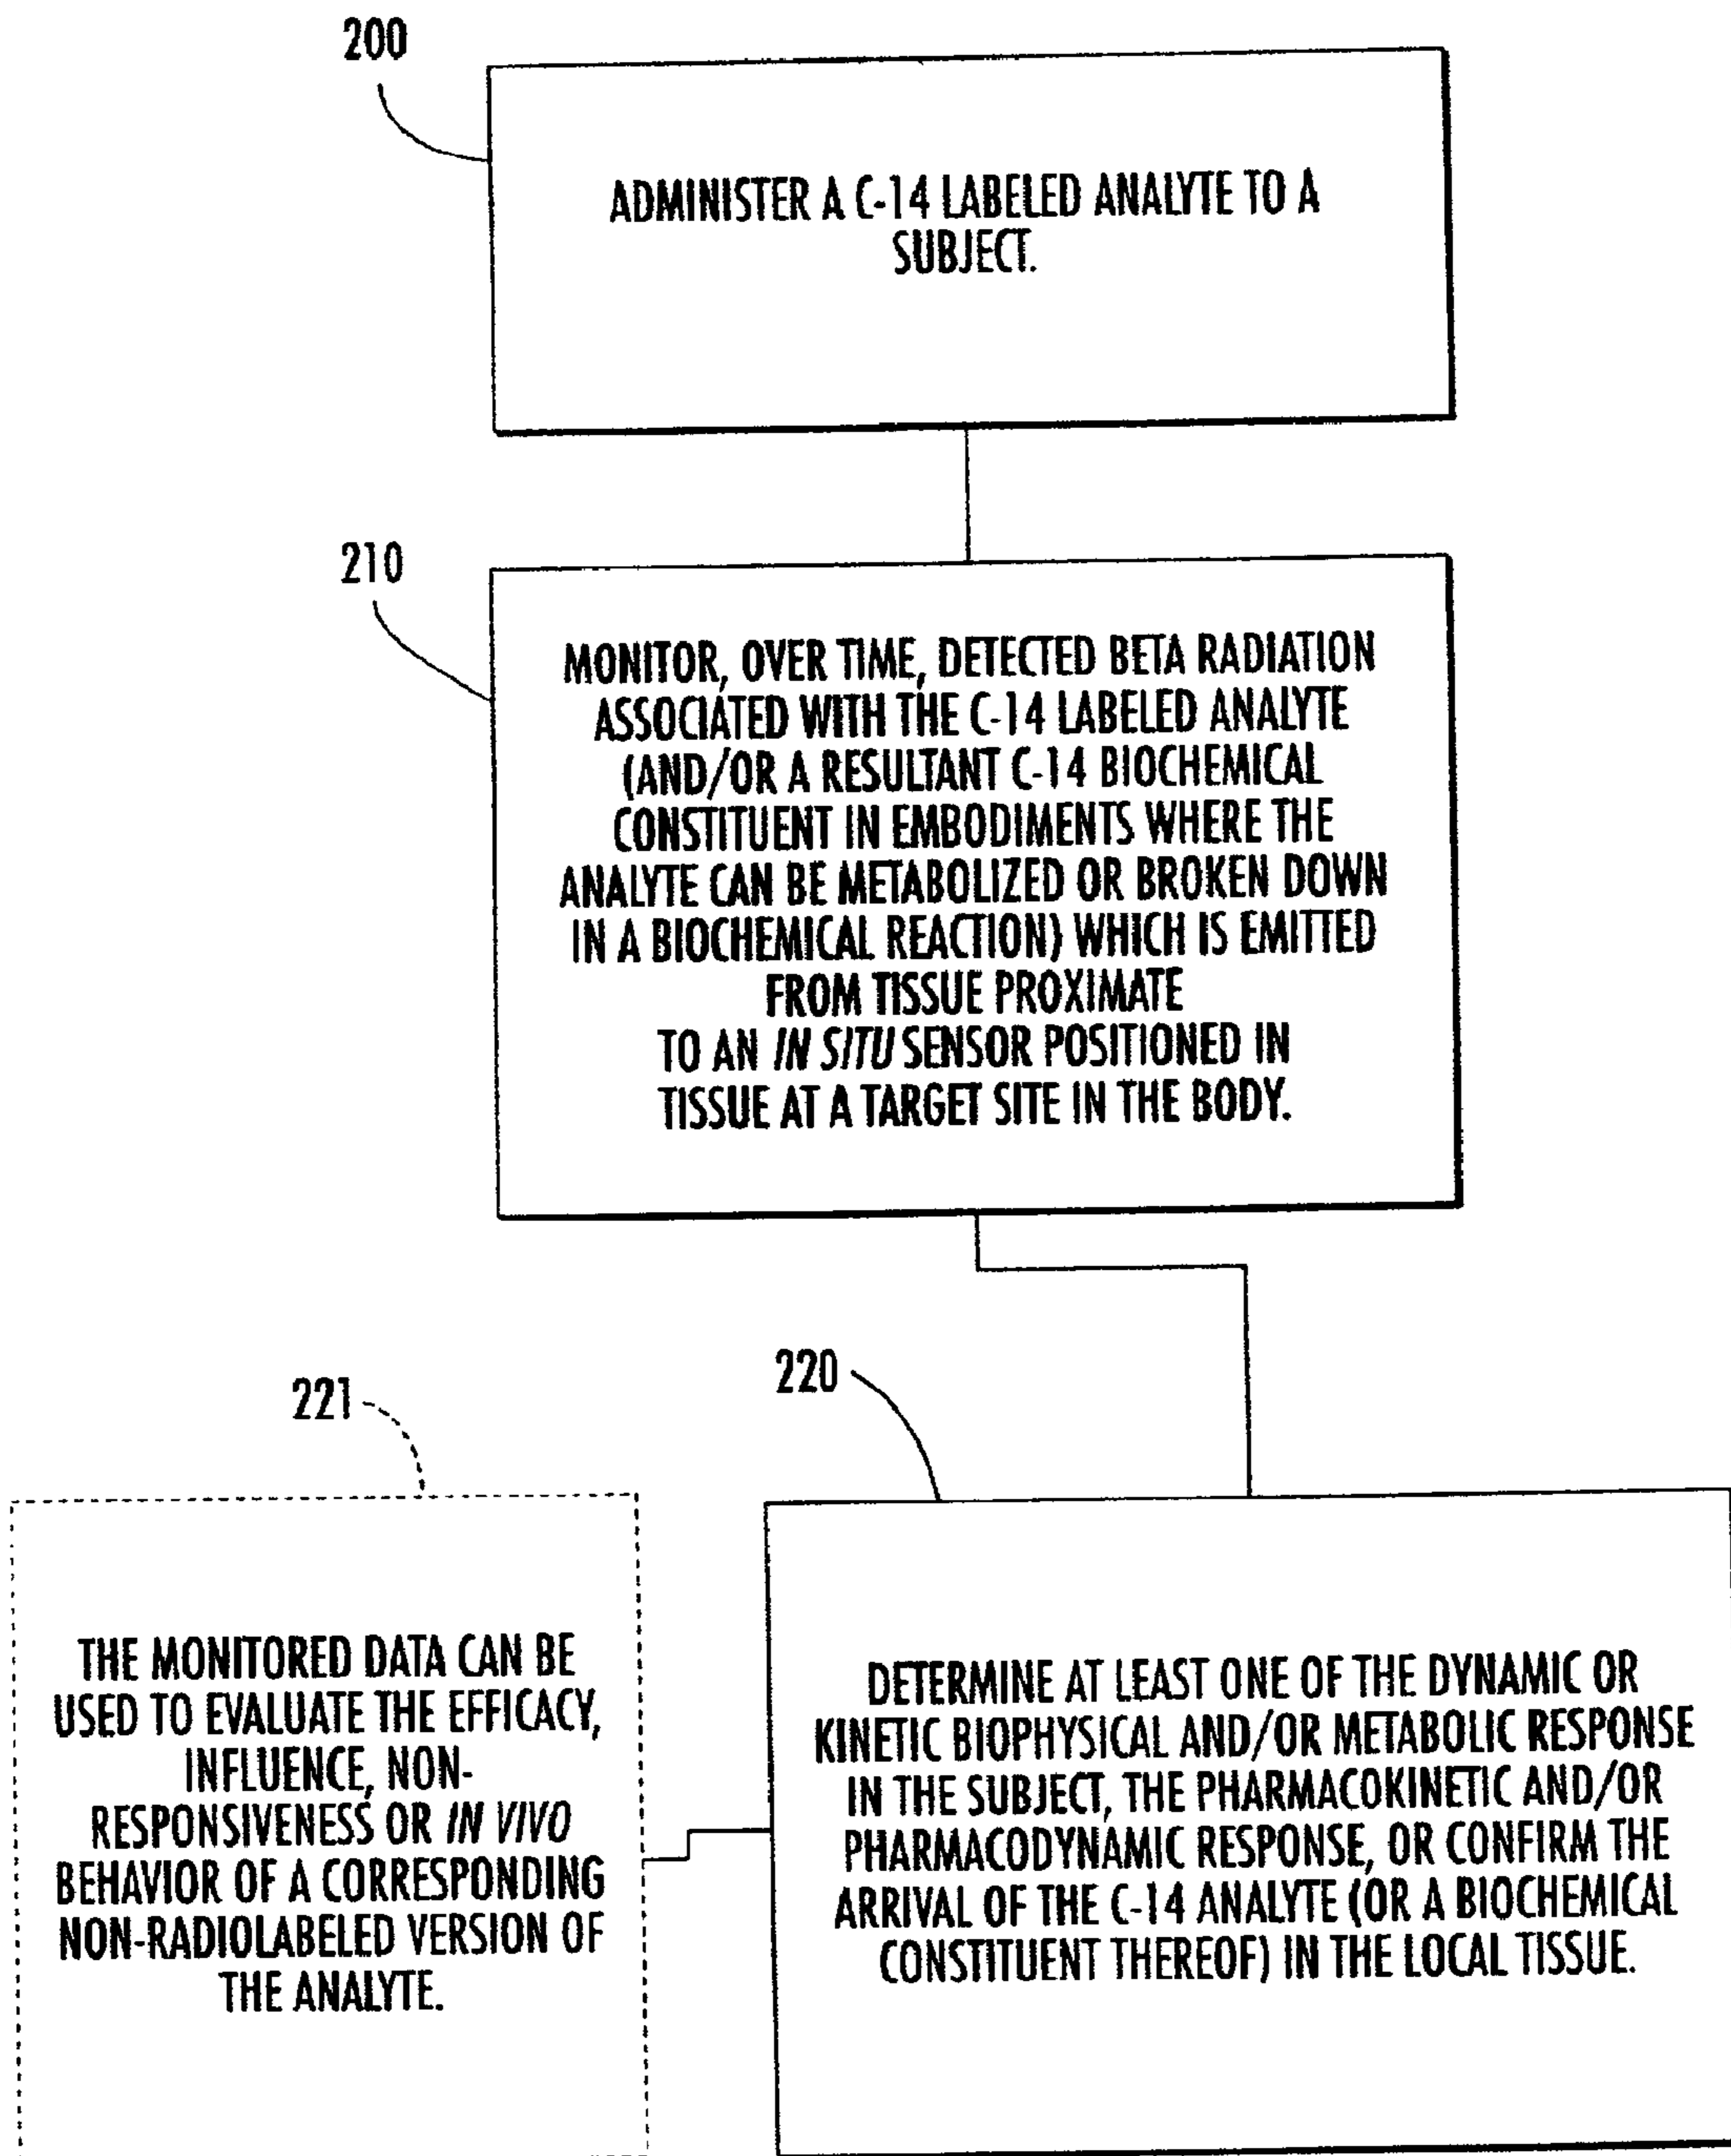 200
ADMINISTER A C-14 LABELED ANALYTE TO A
SUBJECT.
210
MONITOR, OVER TIME, DETECTED BETA RADIATION
ASSOCIATED WITH THE C-14 LABELED ANALYTE
(AND/OR A RESULTANT C-14 BIOCHEMICAL
CONSTITUENT IN EMBODIMENTS WHERE THE
ANALYTE CAN BE METABOLIZED OR BROKEN DOWN
IN A BIOCHEMICAL REACTION) WHICH IS EMITTED
FROM TISSUE PROXIMATE
TO AN IN SITU SENSOR POSITIONED IN
TISSUE AT A TARGET SITE IN THE BODY.
221
THE MONITORED DATA CAN BE
USED TO EVALUATE THE EFFICACY,
INFLUENCE, NON-
RESPONSIVENESS OR IN VIVO
BEHAVIOR OF A CORRESPONDING
NON-RADIOLABELED VERSION OF
THE ANALYTE.
220
DETERMINE AT LEAST ONE OF THE DYNAMIC OR
KINETIC BIOPHYSICAL AND/OR METABOLIC RESPONSE
IN THE SUBJECT, THE PHARMACOKINETIC AND/OR
PHARMACODYNAMIC RESPONSE, OR CONFIRM THE
ARRIVAL OF THE C-14 ANALYTE (OR A BIOCHEMICAL
CONSTITUENT THEREOF) IN THE LOCAL TISSUE.